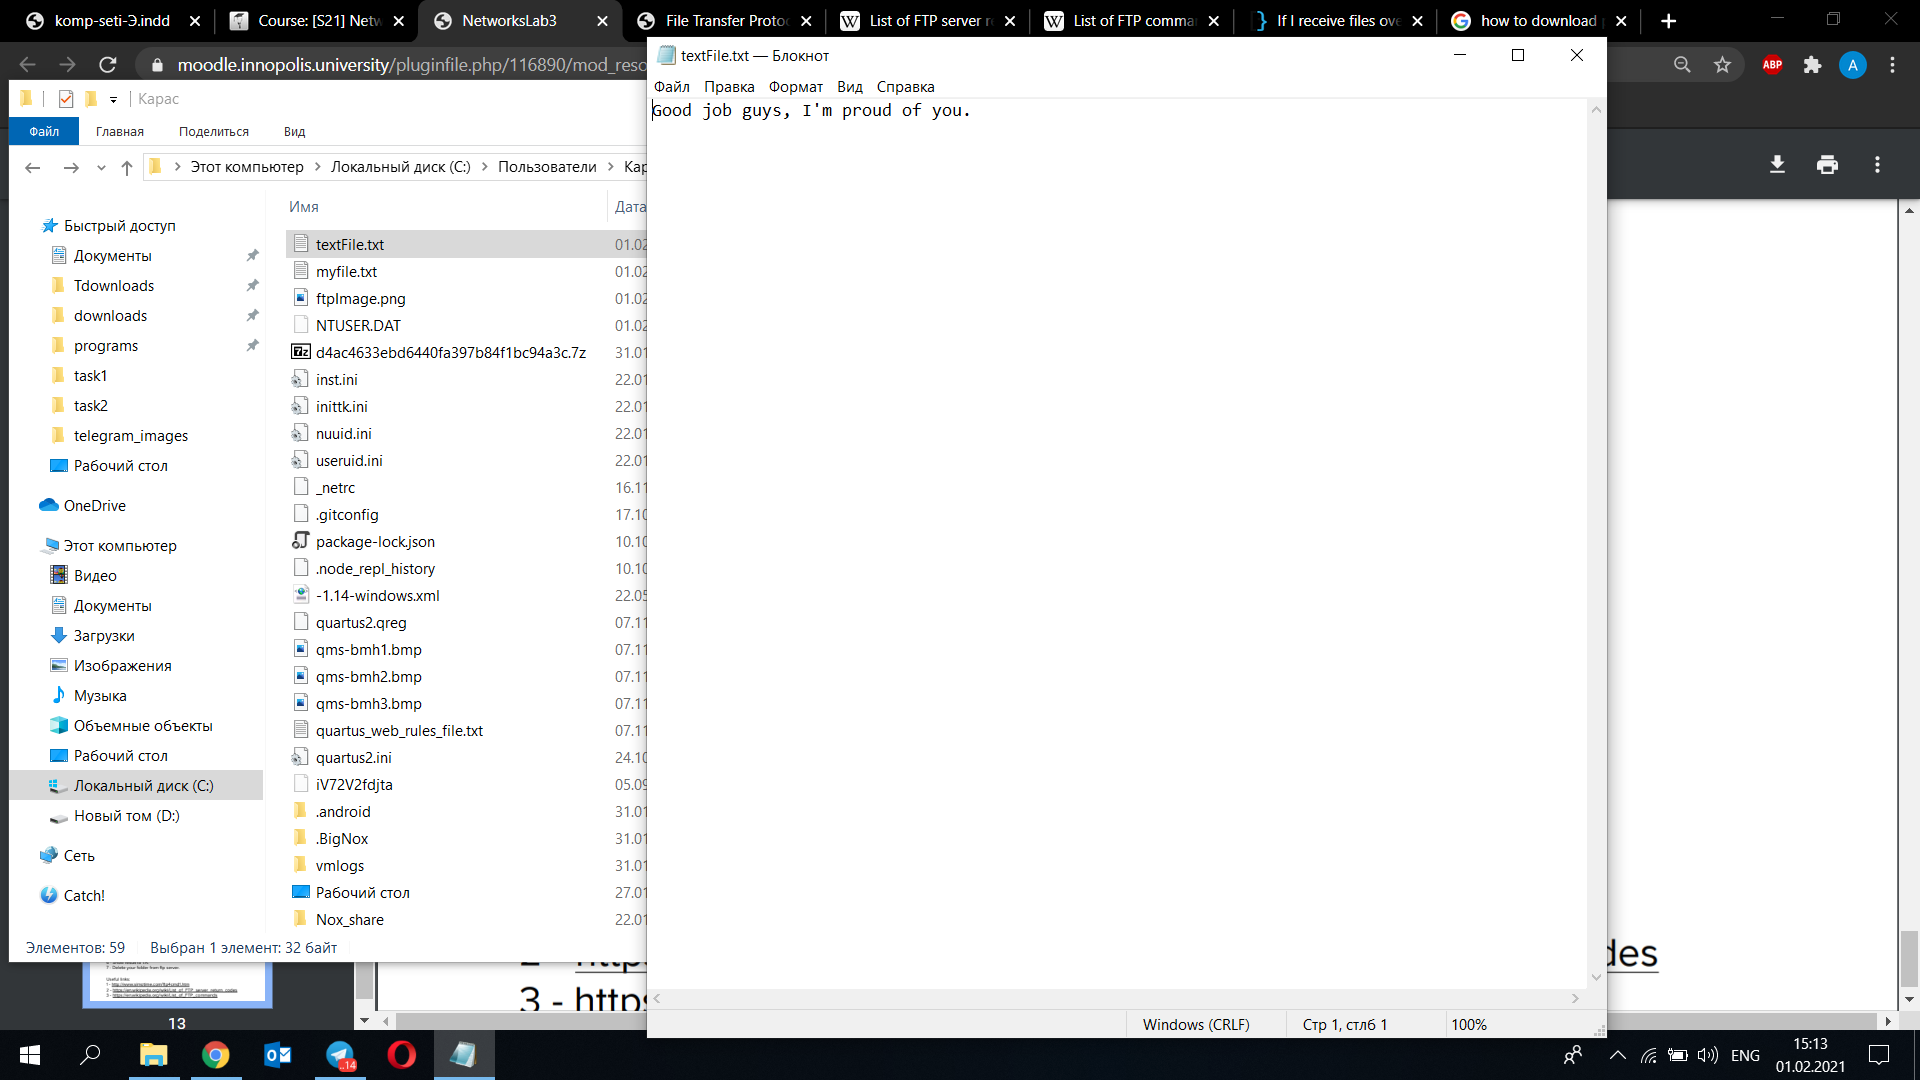 komp-seti-Э.indd
Course: [S21] Netw
NetworksLab3
File Transfer Proto
List of FTP server r
List of FTP comma
If I receive files ove
how to download
moodle.innopolis.university/pluginfile.php/116890/mod_reso
ABP
A
textFile.txt — Блокнот
Файл Правка Формат Вид Справка
Good job guys, I'm proud of you.
Windows (CRLF)
Стр 1, стлб 1
100%
Карас
Файл Главная Поделиться Вид
Этот компьютер
Локальный диск (C:)
Пользователи
Кар
Имя
Дата
Быстрый доступ
Документы
Tdownloads
downloads
programs
task1
task2
telegram_images
Рабочий стол
OneDrive
Этот компьютер
Видео
Документы
Загрузки
Изображения
Музыка
Объемные объекты
Рабочий стол
Локальный диск (C:)
Новый том (D:)
Сеть
Catch!
textFile.txt 01.02
myfile.txt 01.02
ftpImage.png 01.02
NTUSER.DAT 01.02
d4ac4633ebd6440fa397b84f1bc94a3c.7z 31.01
inst.ini 22.01
inittk.ini 22.01
nuuid.ini 22.01
useruid.ini 22.01
_netrc 16.11
.gitconfig 17.10
package-lock.json 10.10
.node_repl_history 10.10
-1.14-windows.xml 22.05
quartus2.qreg 07.11
qms-bmh1.bmp 07.11
qms-bmh2.bmp 07.11
qms-bmh3.bmp 07.11
quartus_web_rules_file.txt 07.11
quartus2.ini 24.10
iV72V2fdjta 05.09
.android 31.01
.BigNox 31.01
vmlogs 31.01
Рабочий стол 27.01
Nox_share 22.01
Элементов: 59 Выбран 1 элемент: 32 байт
des
3 - https
13
..14
ENG
15:13
01.02.2021